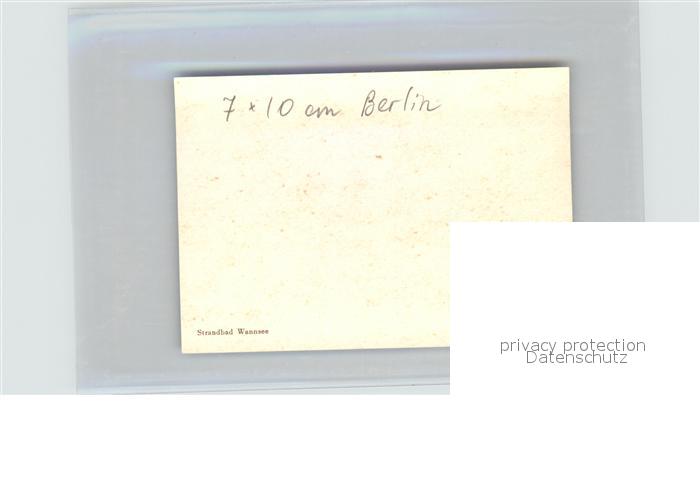 7 x 10 cm Berlin
Strandbad Wannsee
privacy protection
Datenschutz